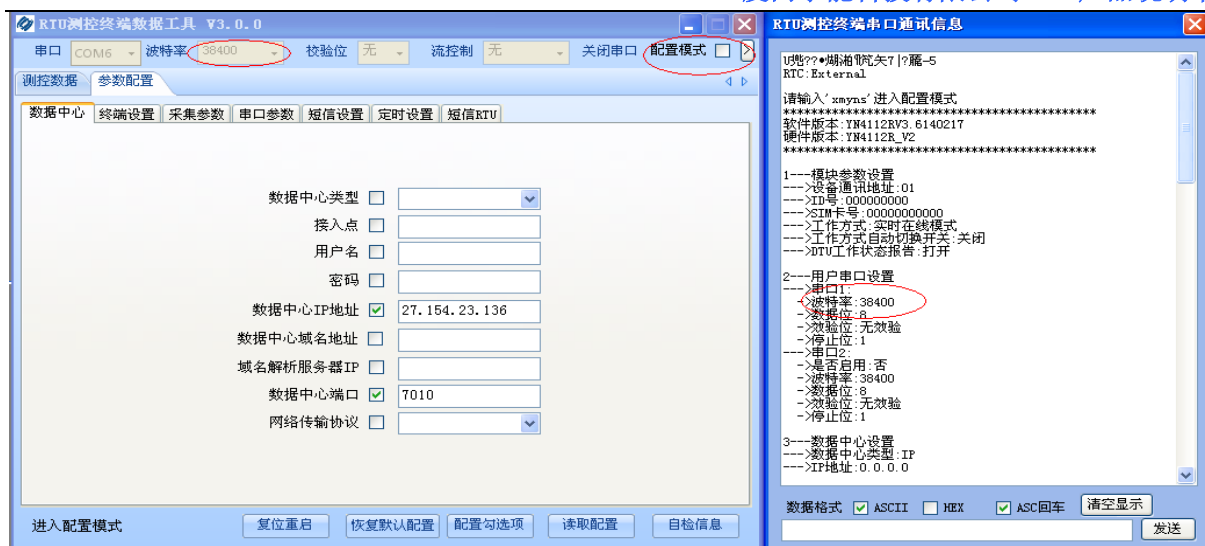 RTU测控终端数据工具 V3.0.0
串口 COM6 波特率 38400 校验位 无 流控制 无 关闭串口 配置模式
测控数据 参数配置
数据中心 终端设置 采集参数 串口参数 短信设置 定时设置 短信RTU
数据中心类型
接入点
用户名
密码
数据中心IP地址 27.154.23.136
数据中心域名地址
域名解析服务器IP
数据中心端口 7010
网络传输协议
进入配置模式 复位重启 恢复默认配置 配置勾选项 读取配置 自检信息
RTU测控终端串口通讯信息
RTC:External
请输入'xmyns'进入配置模式
**********************************************
软件版本:YN4112RV3.6140217
硬件版本:YN4112R_V2
**********************************************
1---模块参数设置
--->设备通讯地址:01
--->ID号:000000000
--->SIM卡号:00000000000
--->工作方式:实时在线模式
--->工作方式自动切换开关:关闭
--->DTU工作状态报告:打开
2---用户串口设置
--->串口1:
->波特率:38400
->数据位:8
->效验位:无效验
->停止位:1
--->串口2:
->是否启用:否
->波特率:38400
->数据位:8
->效验位:无效验
->停止位:1
3---数据中心设置
--->数据中心类型:IP
--->IP地址:0.0.0.0
数据格式 ASCII HEX ASC回车 清空显示
发送